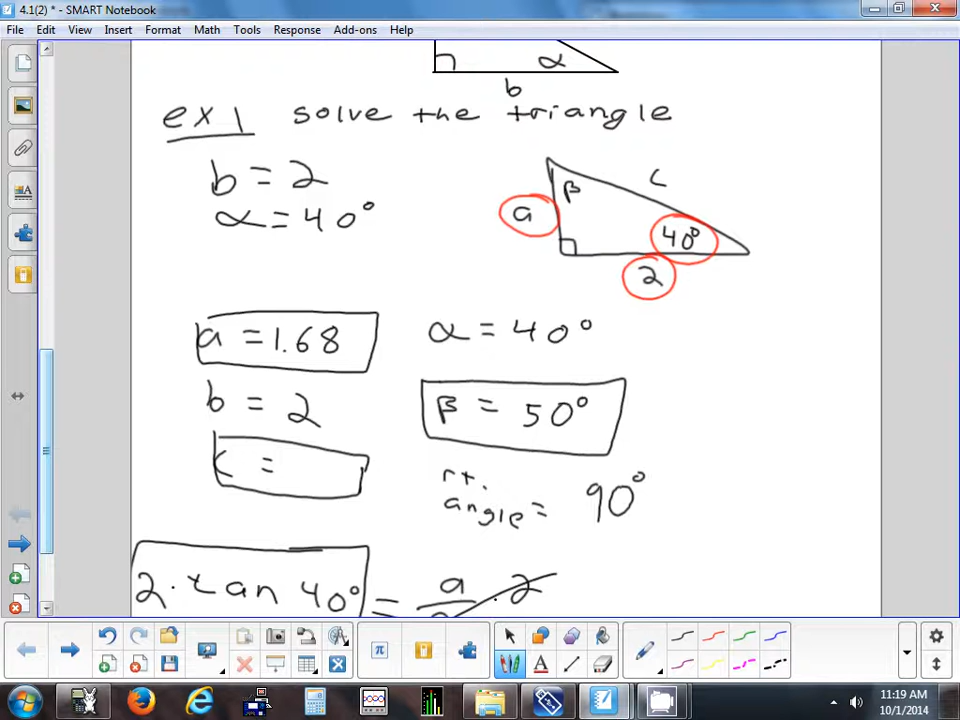 4.1(2) * - SMART Notebook
File Edit View Insert Format Math Tools Response Add-ons Help
α
b
ex 1 solve the triangle
b = 2
α = 40°
β
c
a
40°
2
a = 1.68
α = 40°
b = 2
β = 50°
c =
rt.
angle = 90°
2 · tan 40° = a · 2
11:19 AM
10/1/2014